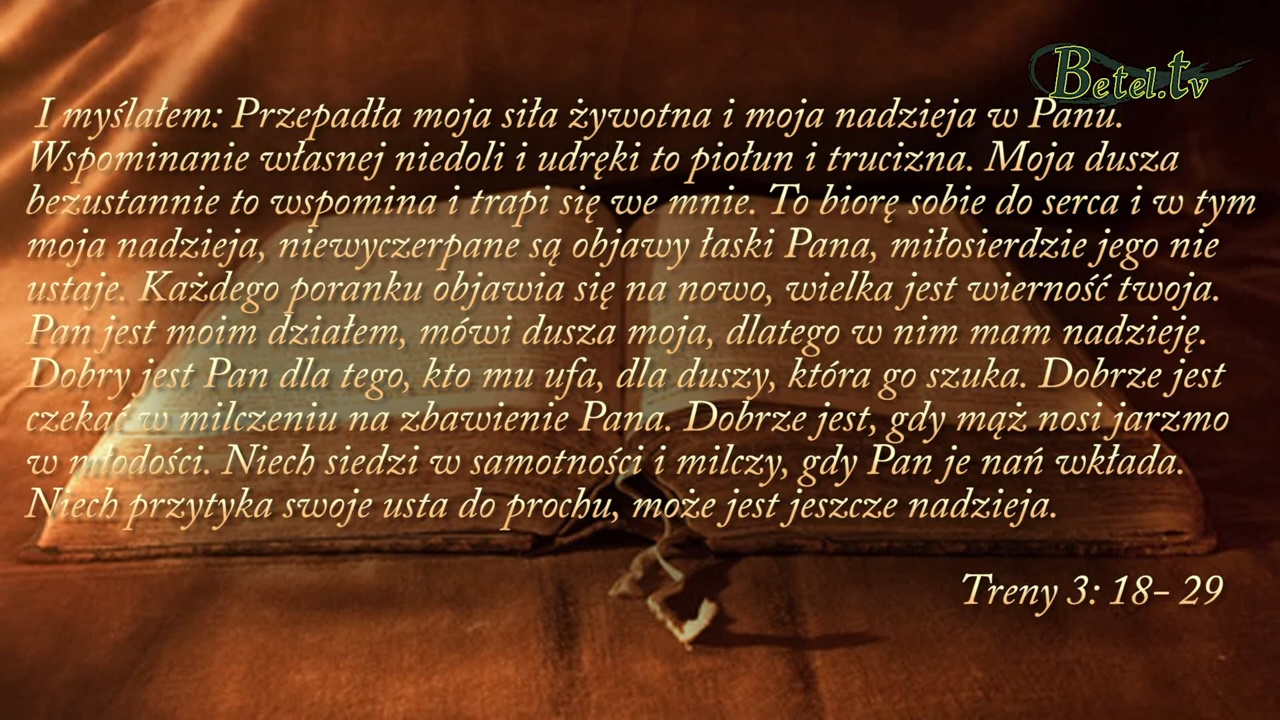 Betel.tv
I myślałem: Przepadła moja siła żywotna i moja nadzieja w Panu.
Wspominanie własnej niedoli i udręki to piołun i trucizna. Moja dusza
bezustannie to wspomina i trapi się we mnie. To biorę sobie do serca i w tym
moja nadzieja, niewyczerpane są objawy łaski Pana, miłosierdzie jego nie
ustaje. Każdego poranku objawia się na nowo, wielka jest wierność twoja.
Pan jest moim działem, mówi dusza moja, dlatego w nim mam nadzieję.
Dobry jest Pan dla tego, kto mu ufa, dla duszy, która go szuka. Dobrze jest
czekać w milczeniu na zbawienie Pana. Dobrze jest, gdy mąż nosi jarzmo
w młodości. Niech siedzi w samotności i milczy, gdy Pan je nań wkłada.
Niech przytyka swoje usta do prochu, może jest jeszcze nadzieja.
Treny 3: 18- 29